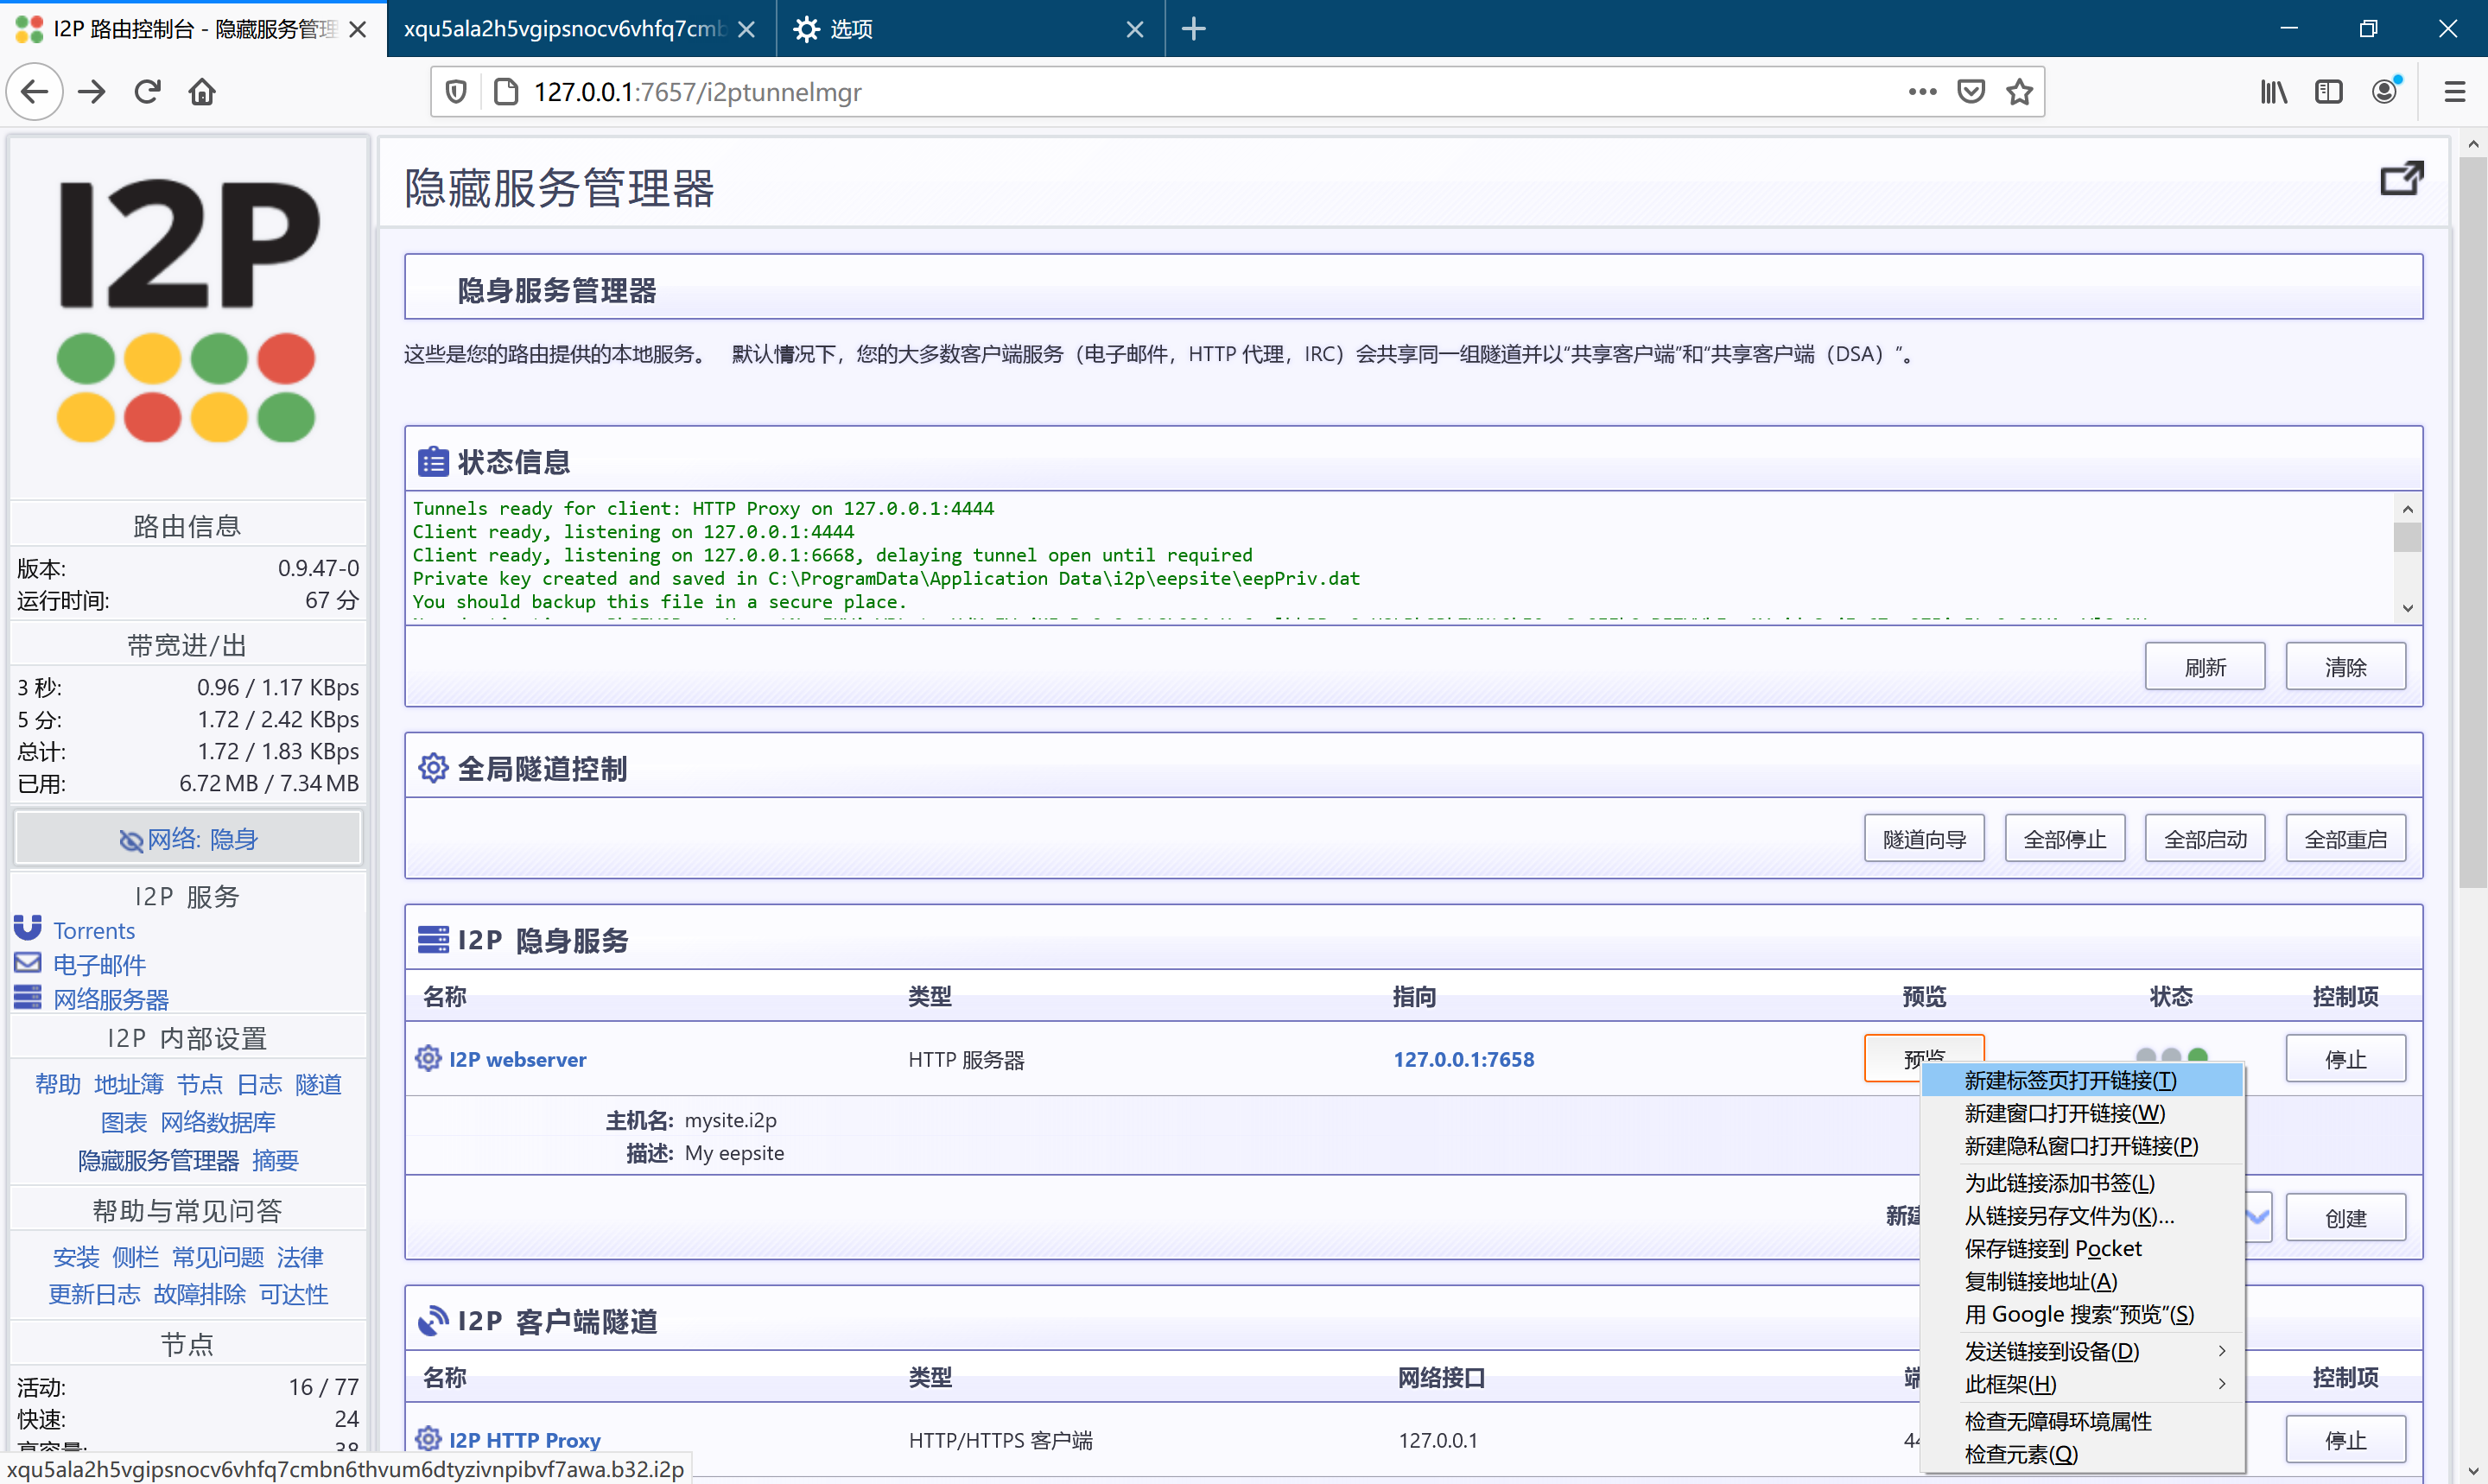 I2P 路由控制台 - 隐藏服务管理
xqu5ala2h5vgipsnocv6vhfq7cmb
选项
127.0.0.1:7657/i2ptunnelmgr
I2P
路由信息
版本: 0.9.47-0
运行时间: 67 分
带宽进/出
3 秒: 0.96 / 1.17 KBps
5 分: 1.72 / 2.42 KBps
总计: 1.72 / 1.83 KBps
已用: 6.72 MB / 7.34 MB
网络: 隐身
I2P 服务
Torrents
电子邮件
网络服务器
I2P 内部设置
帮助 地址簿 节点 日志 隧道
图表 网络数据库
隐藏服务管理器 摘要
帮助与常见问答
安装 侧栏 常见问题 法律
更新日志 故障排除 可达性
节点
活动: 16 / 77
快速: 24
高容量: 38
隐藏服务管理器
隐身服务管理器
这些是您的路由提供的本地服务。 默认情况下，您的大多数客户端服务（电子邮件，HTTP 代理，IRC）会共享同一组隧道并以“共享客户端”和“共享客户端（DSA）”。
状态信息
Tunnels ready for client: HTTP Proxy on 127.0.0.1:4444
Client ready, listening on 127.0.0.1:4444
Client ready, listening on 127.0.0.1:6668, delaying tunnel open until required
Private key created and saved in C:\ProgramData\Application Data\i2p\eepsite\eepPriv.dat
You should backup this file in a secure place.
刷新 清除
全局隧道控制
隧道向导 全部停止 全部启动 全部重启
I2P 隐身服务
名称 类型 指向 预览 状态 控制项
I2P webserver HTTP 服务器 127.0.0.1:7658 预览 停止
主机名: mysite.i2p
描述: My eepsite
新建 创建
I2P 客户端隧道
名称 类型 网络接口 端 控制项
I2P HTTP Proxy HTTP/HTTPS 客户端 127.0.0.1 44 停止
新建标签页打开链接(T)
新建窗口打开链接(W)
新建隐私窗口打开链接(P)
为此链接添加书签(L)
从链接另存文件为(K)...
保存链接到 Pocket
复制链接地址(A)
用 Google 搜索“预览”(S)
发送链接到设备(D)
此框架(H)
检查无障碍环境属性
检查元素(Q)
xqu5ala2h5vgipsnocv6vhfq7cmbn6thvum6dtyzivnpibvf7awa.b32.i2p